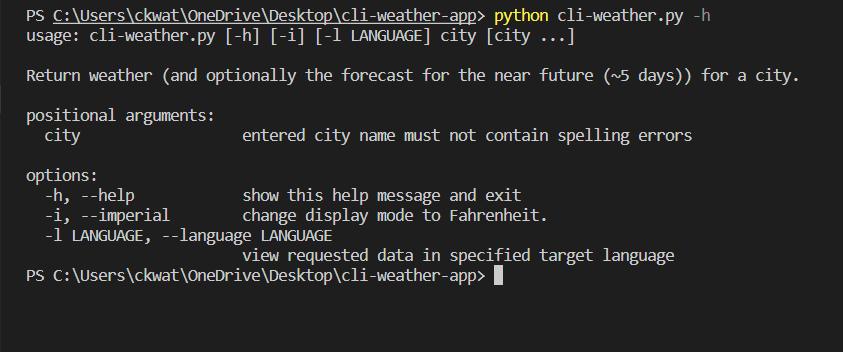 PS C:\Users\ckwat\OneDrive\Desktop\cli-weather-app> python cli-weather.py -h
usage: cli-weather.py [-h] [-i] [-l LANGUAGE] city [city ...]
Return weather (and optionally the forecast for the near future (~5 days)) for a city.
positional arguments:
city entered city name must not contain spelling errors
options:
-h, --help show this help message and exit
-i, --imperial change display mode to Fahrenheit.
-l LANGUAGE, --language LANGUAGE
view requested data in specified target language
PS C:\Users\ckwat\OneDrive\Desktop\cli-weather-app>